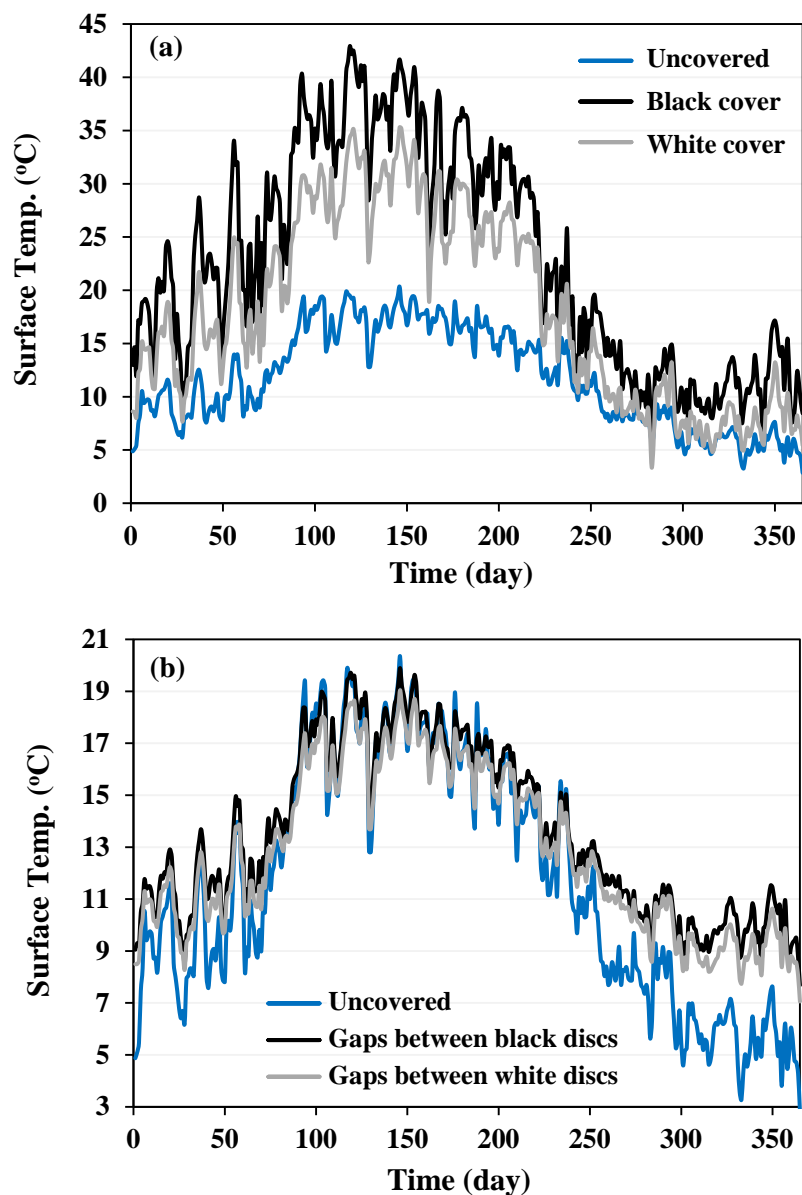 (a)
Uncovered
Black cover
White cover
Surface Temp. (ºC)
45
40
35
30
25
20
15
10
5
0
0 50 100 150 200 250 300 350
Time (day)
(b)
Surface Temp. (ºC)
21
19
17
15
13
11
9
7
5
3
Uncovered
Gaps between black discs
Gaps between white discs
0 50 100 150 200 250 300 350
Time (day)